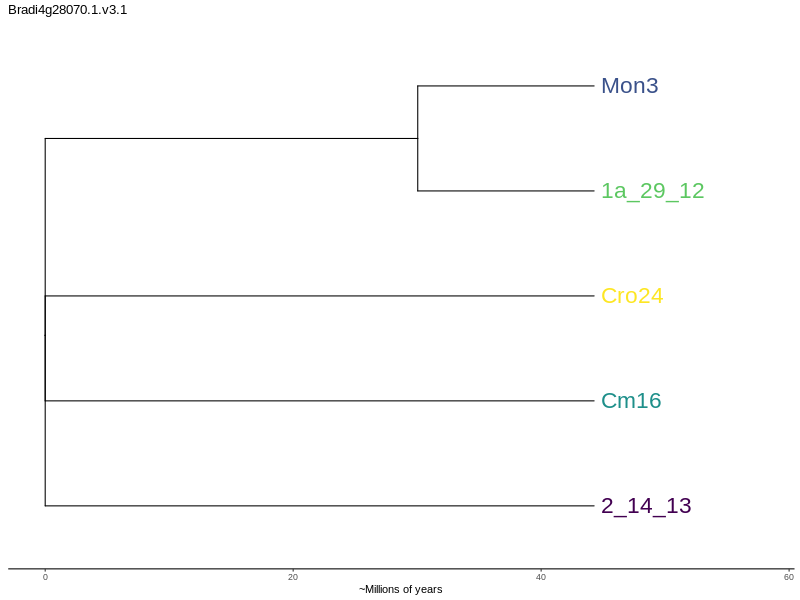 Bradi4g28070.1.v3.1
Mon3
1a_29_12
Cro24
Cm16
2_14_13
0 20 40 60
~Millions of years